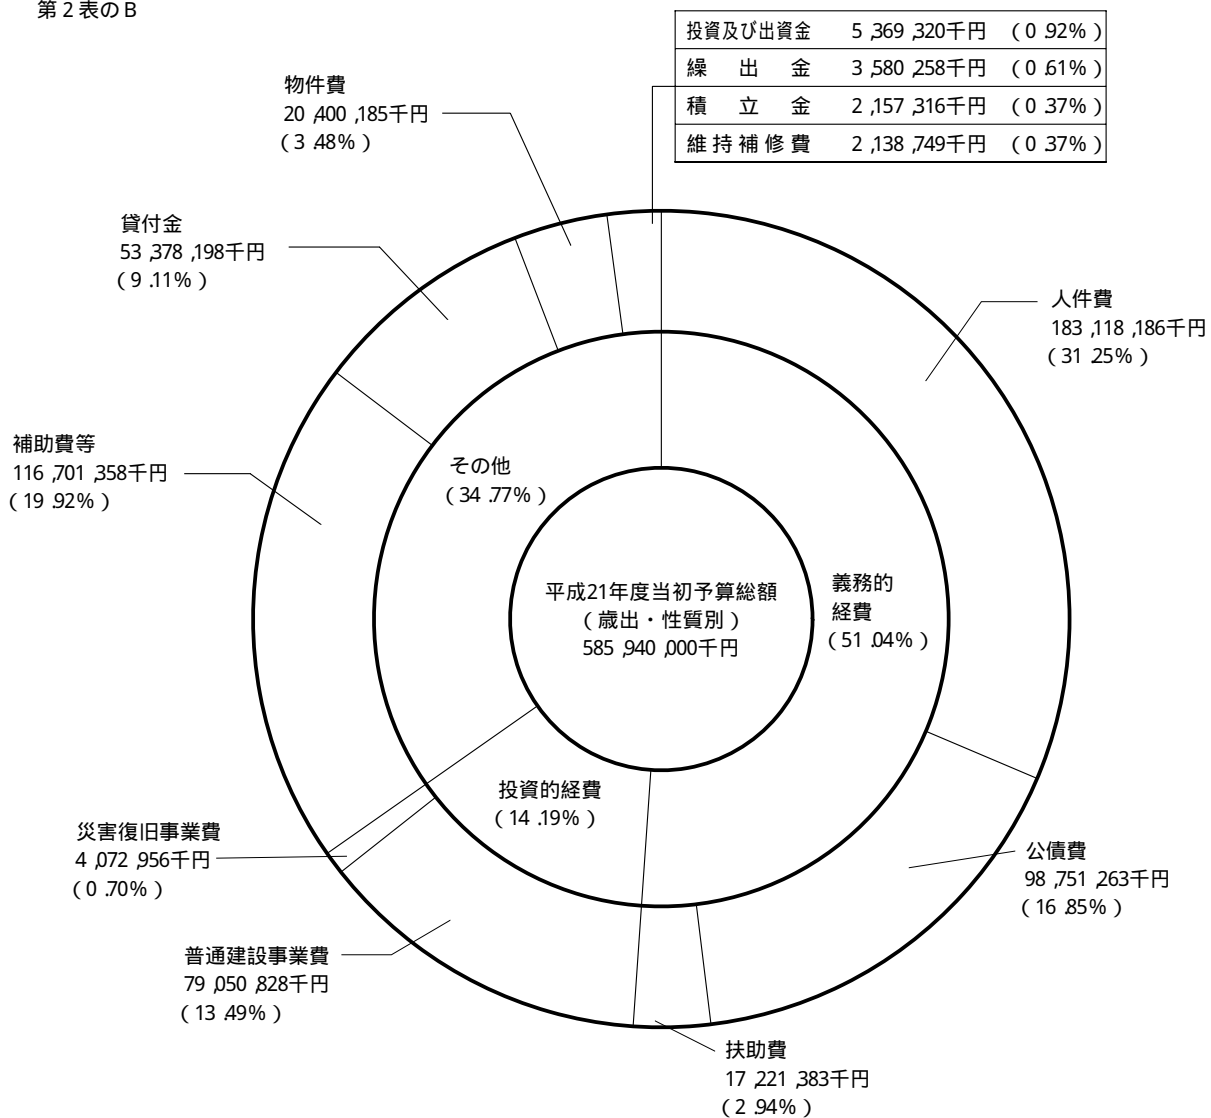 第2表のB
投資及び出資金 5,369,320千円 (0.92%)
繰出金 3,580,258千円 (0.61%)
積立金 2,157,316千円 (0.37%)
維持補修費 2,138,749千円 (0.37%)
物件費
20,400,185千円
(3.48%)
貸付金
53,378,198千円
(9.11%)
人件費
183,118,186千円
(31.25%)
補助費等
116,701,358千円
(19.92%)
その他
(34.77%)
平成21年度当初予算総額
(歳出・性質別)
585,940,000千円
義務的
経費
(51.04%)
投資的経費
(14.19%)
災害復旧事業費
4,072,956千円
(0.70%)
公債費
98,751,263千円
(16.85%)
普通建設事業費
79,050,828千円
(13.49%)
扶助費
17,221,383千円
(2.94%)